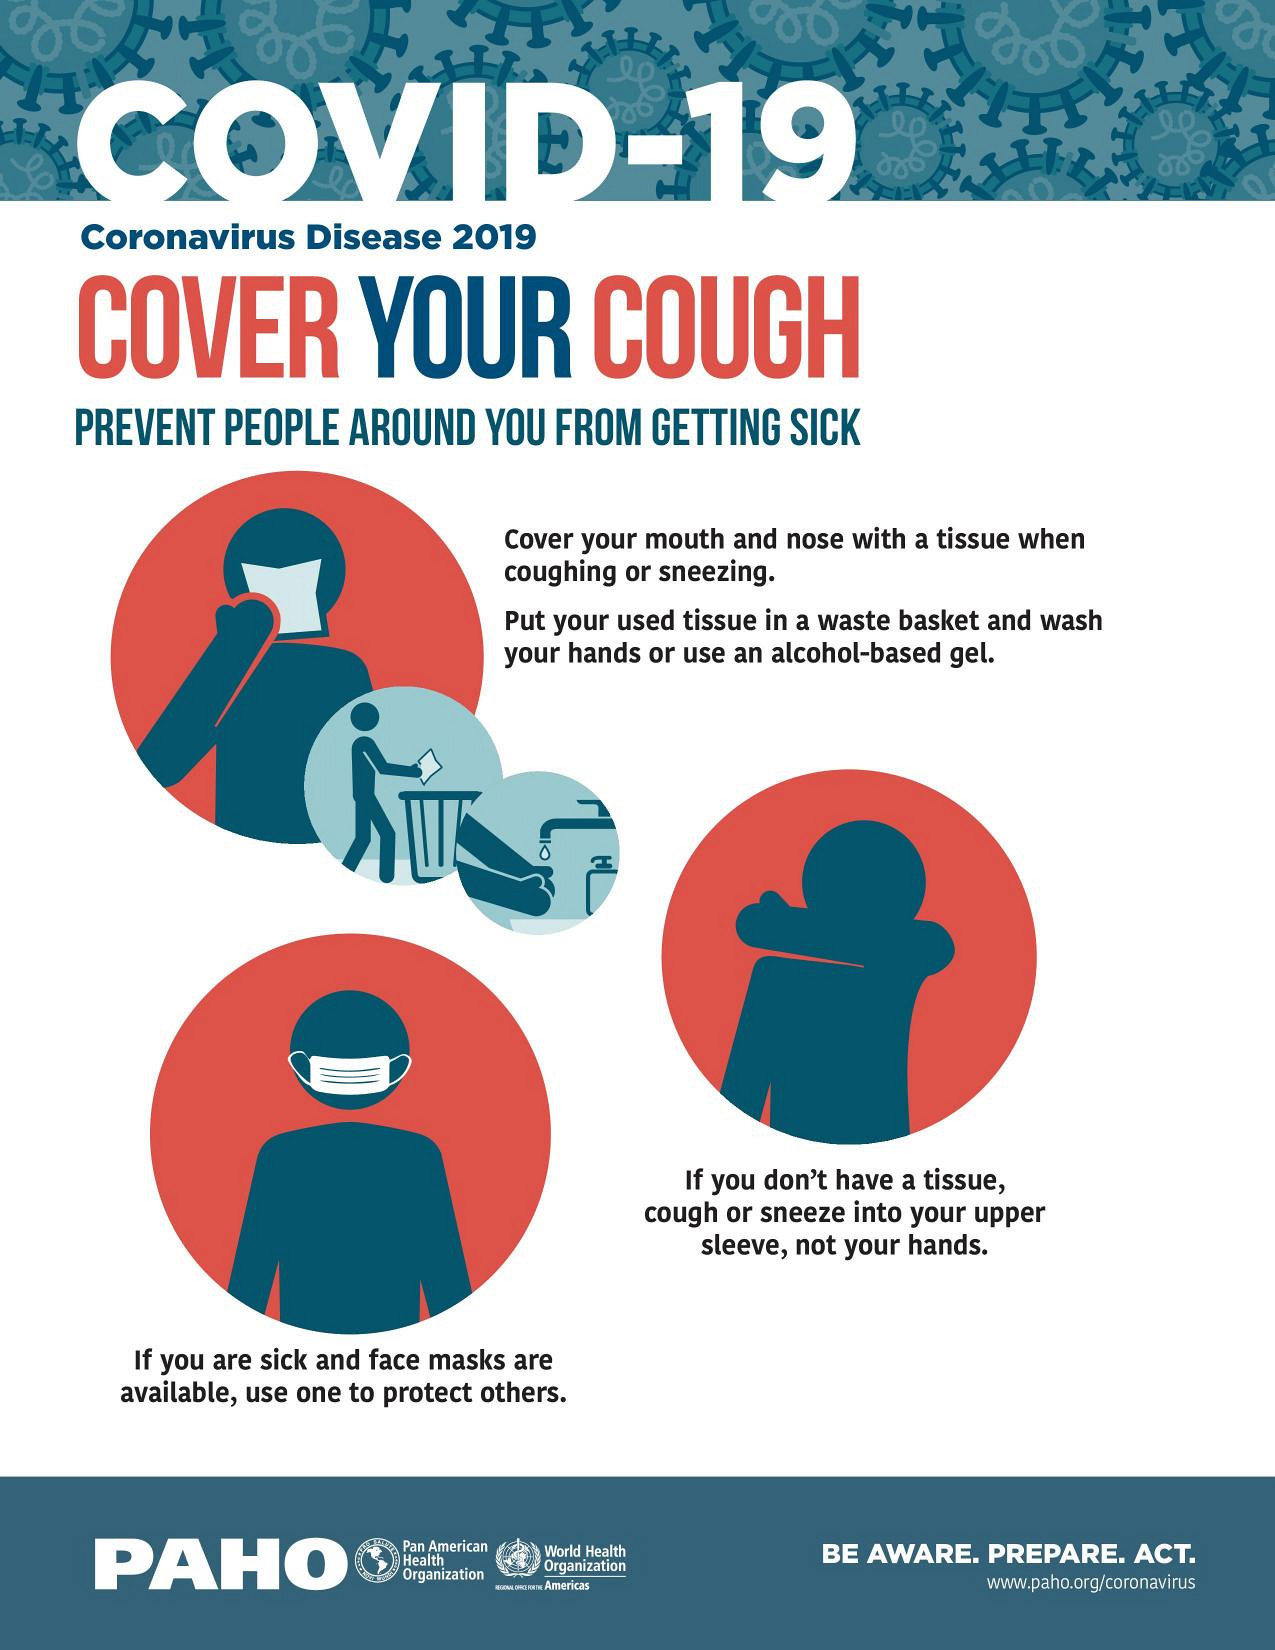 COVID-19
Coronavirus Disease 2019
COVER YOUR COUGH
PREVENT PEOPLE AROUND YOU FROM GETTING SICK
Cover your mouth and nose with a tissue when
coughing or sneezing.
Put your used tissue in a waste basket and wash
your hands or use an alcohol-based gel.
If you don’t have a tissue,
cough or sneeze into your upper
sleeve, not your hands.
If you are sick and face masks are
available, use one to protect others.
PAHO
Pan American
Health
Organization
World Health
Organization
REGIONAL OFFICE FOR THE Americas
BE AWARE. PREPARE. ACT.
www.paho.org/coronavirus